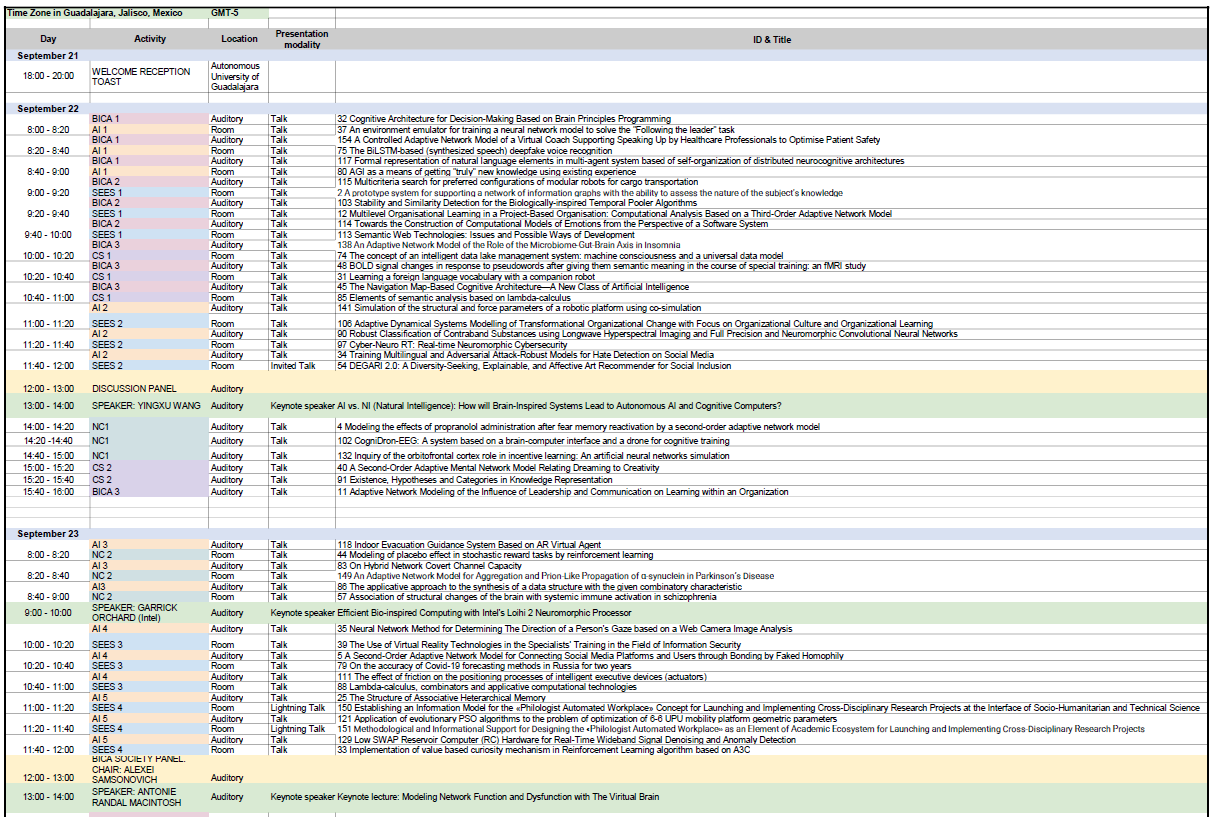 Time Zone in Guadalajara, Jalisco, Mexico GMT-5
Day Activity Location Presentation modality ID & Title
September 21
18:00 - 20:00 WELCOME RECEPTION TOAST Autonomous University of Guadalajara
September 22
BICA 1 Auditory Talk 32 Cognitive Architecture for Decision-Making Based on Brain Principles Programming
8:00 - 8:20 AI 1 Room Talk 37 An environment emulator for training a neural network model to solve the "Following the leader" task
BICA 1 Auditory Talk 154 A Controlled Adaptive Network Model of a Virtual Coach Supporting Speaking Up by Healthcare Professionals to Optimise Patient Safety
8:20 - 8:40 AI 1 Room Talk 75 The BiLSTM-based (synthesized speech) deepfake voice recognition
BICA 1 Auditory Talk 117 Formal representation of natural language elements in multi-agent system based of self-organization of distributed neurocognitive architectures
8:40 - 9:00 AI 1 Room Talk 80 AGI as a means of getting "truly" new knowledge using existing experience
BICA 2 Auditory Talk 115 Multicriteria search for preferred configurations of modular robots for cargo transportation
9:00 - 9:20 SEES 1 Room Talk 2 A prototype system for supporting a network of information graphs with the ability to assess the nature of the subject's knowledge
BICA 2 Auditory Talk 103 Stability and Similarity Detection for the Biologically-inspired Temporal Pooler Algorithms
9:20 - 9:40 SEES 1 Room Talk 12 Multilevel Organisational Learning in a Project-Based Organisation: Computational Analysis Based on a Third-Order Adaptive Network Model
BICA 2 Auditory Talk 114 Towards the Construction of Computational Models of Emotions from the Perspective of a Software System
9:40 - 10:00 SEES 1 Room Talk 113 Semantic Web Technologies: Issues and Possible Ways of Development
BICA 3 Auditory Talk 138 An Adaptive Network Model of the Role of the Microbiome-Gut-Brain Axis in Insomnia
10:00 - 10:20 CS 1 Room Talk 74 The concept of an intelligent data lake management system: machine consciousness and a universal data model
BICA 3 Auditory Talk 48 BOLD signal changes in response to pseudowords after giving them semantic meaning in the course of special training: an fMRI study
10:20 - 10:40 CS 1 Room Talk 31 Learning a foreign language vocabulary with a companion robot
BICA 3 Auditory Talk 45 The Navigation Map-Based Cognitive Architecture—A New Class of Artificial Intelligence
10:40 - 11:00 CS 1 Room Talk 85 Elements of semantic analysis based on lambda-calculus
AI 2 Auditory Talk 141 Simulation of the structural and force parameters of a robotic platform using co-simulation
11:00 - 11:20 SEES 2 Room Talk 106 Adaptive Dynamical Systems Modelling of Transformational Organizational Change with Focus on Organizational Culture and Organizational Learning
AI 2 Auditory Talk 90 Robust Classification of Contraband Substances using Longwave Hyperspectral Imaging and Full Precision and Neuromorphic Convolutional Neural Networks
11:20 - 11:40 SEES 2 Room Talk 97 Cyber-Neuro RT: Real-time Neuromorphic Cybersecurity
AI 2 Auditory Talk 34 Training Multilingual and Adversarial Attack-Robust Models for Hate Detection on Social Media
11:40 - 12:00 SEES 2 Room Invited Talk 54 DEGARI 2.0: A Diversity-Seeking, Explainable, and Affective Art Recommender for Social Inclusion
12:00 - 13:00 DISCUSSION PANEL Auditory
13:00 - 14:00 SPEAKER: YINGXU WANG Auditory Keynote speaker AI vs. NI (Natural Intelligence): How will Brain-Inspired Systems Lead to Autonomous AI and Cognitive Computers?
14:00 - 14:20 NC1 Auditory Talk 4 Modeling the effects of propranolol administration after fear memory reactivation by a second-order adaptive network model
14:20 -14:40 NC1 Auditory Talk 102 CogniDron-EEG: A system based on a brain-computer interface and a drone for cognitive training
14:40 - 15:00 NC1 Auditory Talk 132 Inquiry of the orbitofrontal cortex role in incentive learning: An artificial neural networks simulation
15:00 - 15:20 CS 2 Auditory Talk 40 A Second-Order Adaptive Mental Network Model Relating Dreaming to Creativity
15:20 - 15:40 CS 2 Auditory Talk 91 Existence, Hypotheses and Categories in Knowledge Representation
15:40 - 16:00 BICA 3 Auditory Talk 11 Adaptive Network Modeling of the Influence of Leadership and Communication on Learning within an Organization
September 23
AI 3 Auditory Talk 118 Indoor Evacuation Guidance System Based on AR Virtual Agent
8:00 - 8:20 NC 2 Room Talk 44 Modeling of placebo effect in stochastic reward tasks by reinforcement learning
AI 3 Auditory Talk 83 On Hybrid Network Covert Channel Capacity
8:20 - 8:40 NC 2 Room Talk 149 An Adaptive Network Model for Aggregation and Prion-Like Propagation of α-synuclein in Parkinson's Disease
AI3 Auditory Talk 86 The applicative approach to the synthesis of a data structure with the given combinatory characteristic
8:40 - 9:00 NC 2 Room Talk 57 Association of structural changes of the brain with systemic immune activation in schizophrenia
9:00 - 10:00 SPEAKER: GARRICK ORCHARD (Intel) Auditory Keynote speaker Efficient Bio-inspired Computing with Intel's Loihi 2 Neuromorphic Processor
AI 4 Auditory Talk 35 Neural Network Method for Determining The Direction of a Person's Gaze based on a Web Camera Image Analysis
10:00 - 10:20 SEES 3 Room Talk 39 The Use of Virtual Reality Technologies in the Specialists' Training in the Field of Information Security
AI 4 Auditory Talk 5 A Second-Order Adaptive Network Model for Connecting Social Media Platforms and Users through Bonding by Faked Homophily
10:20 - 10:40 SEES 3 Room Talk 79 On the accuracy of Covid-19 forecasting methods in Russia for two years
AI 4 Auditory Talk 111 The effect of friction on the positioning processes of intelligent executive devices (actuators)
10:40 - 11:00 SEES 3 Room Talk 88 Lambda-calculus, combinators and applicative computational technologies
AI 5 Auditory Talk 25 The Structure of Associative Heterarchical Memory
11:00 - 11:20 SEES 4 Room Lightning Talk 150 Establishing an Information Model for the «Philologist Automated Workplace» Concept for Launching and Implementing Cross-Disciplinary Research Projects at the Interface of Socio-Humanitarian and Technical Science
AI 5 Auditory Talk 121 Application of evolutionary PSO algorithms to the problem of optimization of 6-6 UPU mobility platform geometric parameters
11:20 - 11:40 SEES 4 Room Lightning Talk 151 Methodological and Informational Support for Designing the «Philologist Automated Workplace» as an Element of Academic Ecosystem for Launching and Implementing Cross-Disciplinary Research Projects
AI 5 Auditory Talk 129 Low SWAP Reservoir Computer (RC) Hardware for Real-Time Wideband Signal Denoising and Anomaly Detection
11:40 - 12:00 SEES 4 Room Talk 33 Implementation of value based curiosity mechanism in Reinforcement Learning algorithm based on A3C
12:00 - 13:00 BICA SOCIETY PANEL. CHAIR: ALEXEI SAMSONOVICH Auditory
13:00 - 14:00 SPEAKER: ANTONIE RANDAL MACINTOSH Auditory Keynote speaker Keynote lecture: Modeling Network Function and Dysfunction with The Viritual Brain